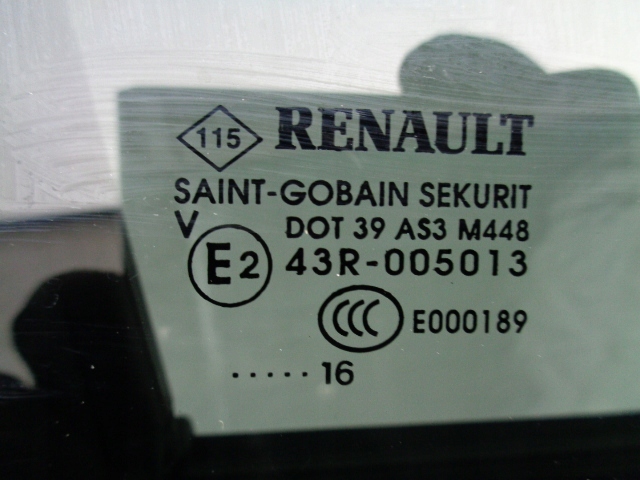 115 RENAULT
SAINT-GOBAIN SEKURIT
V DOT 39 AS3 M448
E2 43R-005013
CCC E000189
..... 16